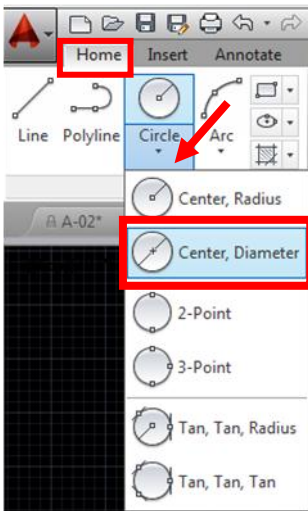 Home Insert Annotate
Line Polyline Circle Arc
A-02*
Center, Radius
Center, Diameter
2-Point
3-Point
Tan, Tan, Radius
Tan, Tan, Tan